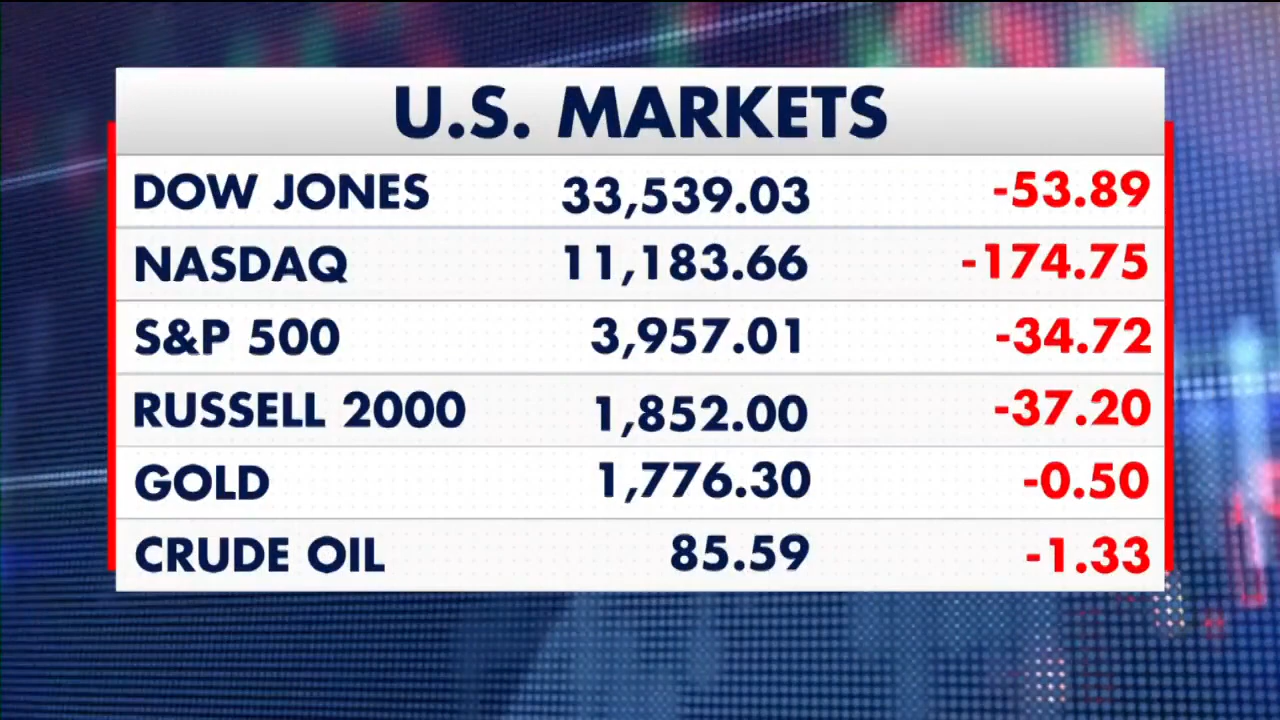 U.S. MARKETS
DOW JONES 33,539.03 -53.89
NASDAQ 11,183.66 -174.75
S&P 500 3,957.01 -34.72
RUSSELL 2000 1,852.00 -37.20
GOLD 1,776.30 -0.50
CRUDE OIL 85.59 -1.33